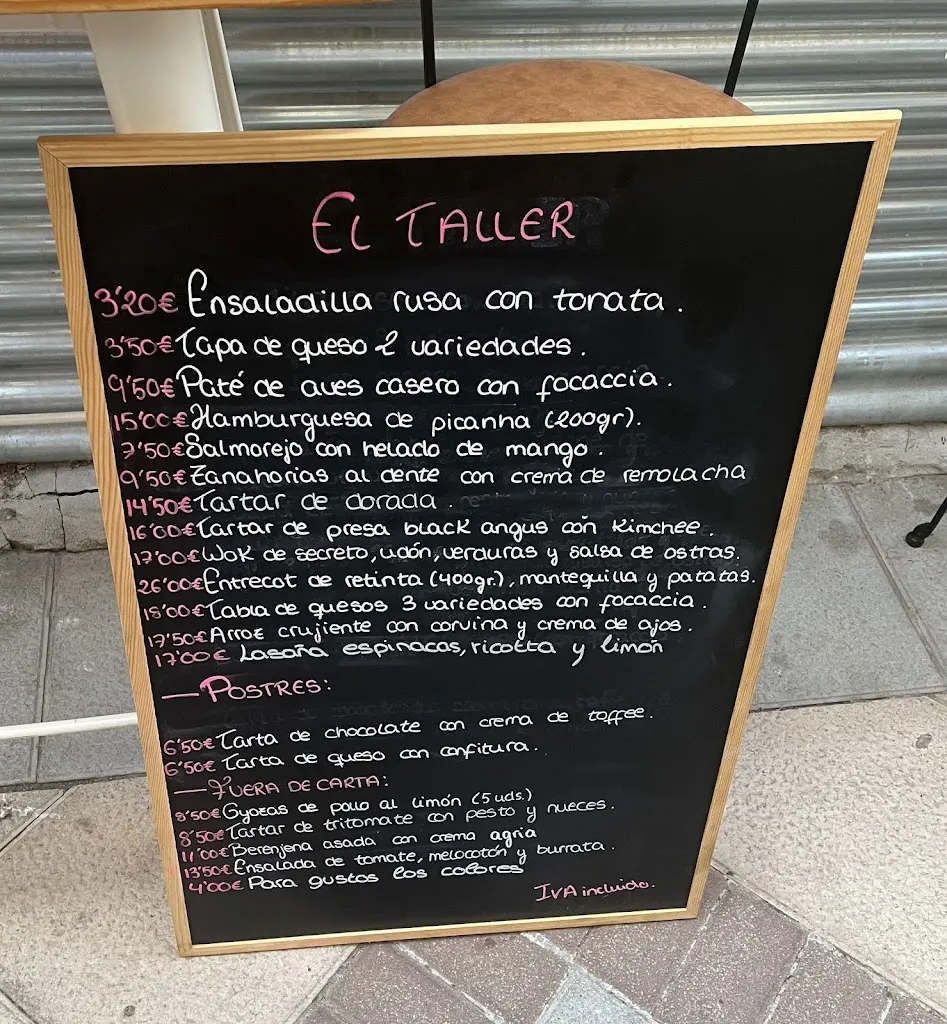 EL TALLER
3'20€ Ensaladilla rusa con tonata.
3'50€ Tapa de queso 2 variedades.
9'50€ Paté de aves casero con focaccia.
15'00€ Hamburguesa de picanha (200gr).
7'50€ Salmorejo con helado de mango.
9'50€ Zanahorias al dente con crema de remolacha
14'50€ Tartar de dorada.
16'00€ Tartar de presa black angus con kimchee.
17'00€ Wok de secreto, udón, verduras y salsa de ostras.
26'00€ Entrecot de retinta (400gr.), mantequilla y patatas.
18'00€ Tabla de quesos 3 variedades con focaccia.
17'50€ Arroz crujiente con corvina y crema de ajos.
17'00€ Lasaña espinacas, ricotta y limón
— POSTRES:
6'50€ Tarta de chocolate con crema de toffee.
6'50€ Tarta de queso con confitura.
— FUERA DE CARTA:
8'50€ Gyozas de pollo al limón (5 uds.)
8'50€ Tartar de tritomate con pesto y nueces.
11'00€ Berenjena asada con crema agria
13'50€ Ensalada de tomate, melocotón y burrata.
4'00€ Para gustos los colores
IVA incluido.